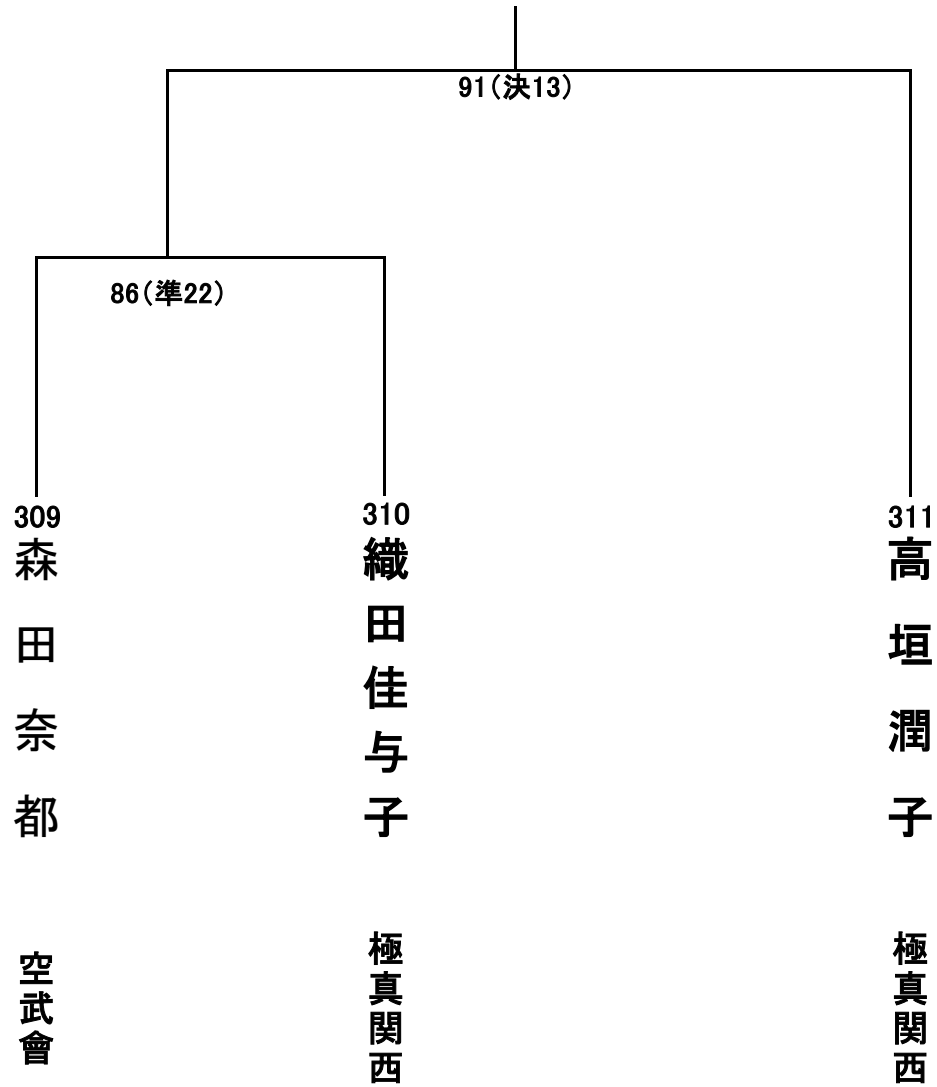 91(決13)
86(準22)
309
森田奈都
空武會
310
織田佳与子
極真関西
311
高垣潤子
極真関西